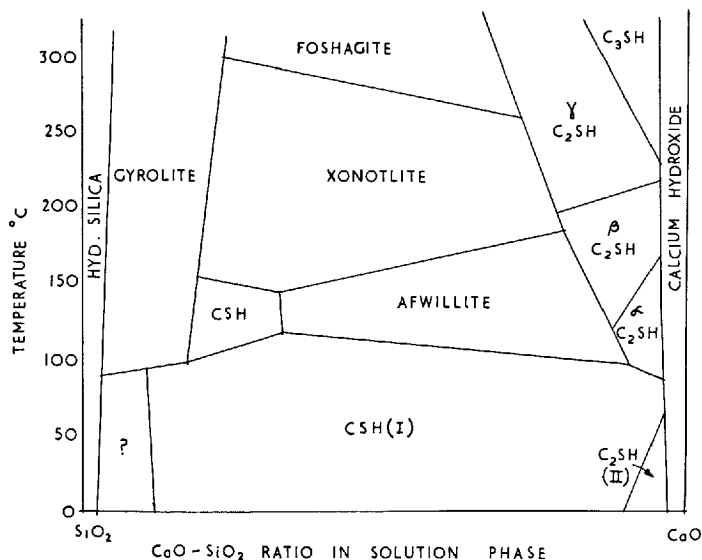 300
250
200
150
100
50
0
TEMPERATURE °C
HYD. SILICA
GYROLITE
FOSHAGITE
XONOTLITE
CSH
AFWILLITE
CSH(I)
?
C₃SH
γ
C₂SH
β
C₂SH
α
C₂SH
C₂SH
(II)
CALCIUM HYDROXIDE
SiO₂
CaO
CaO-SiO₂ RATIO IN SOLUTION PHASE